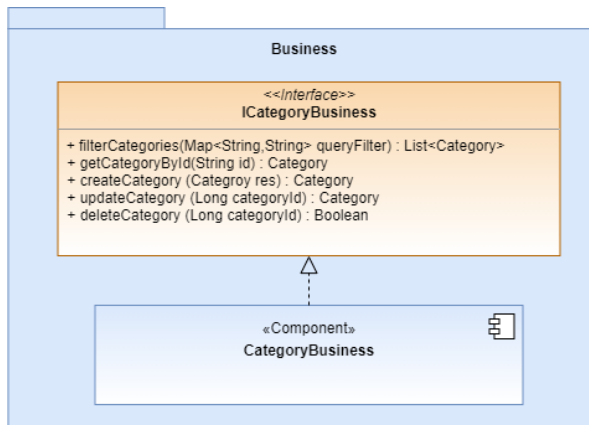 Business
<<Interface>>
ICategoryBusiness
+ filterCategories(Map<String,String> queryFilter) : List<Category>
+ getCategoryById(String id) : Category
+ createCategory (Categroy res) : Category
+ updateCategory (Long categoryId) : Category
+ deleteCategory (Long categoryId) : Boolean
«Component»
CategoryBusiness